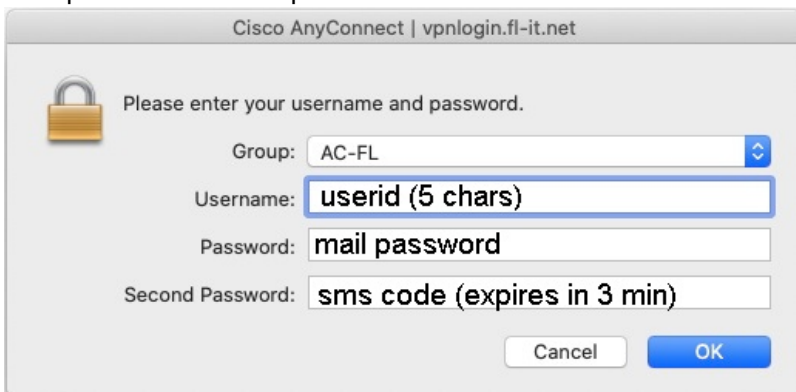 Cisco AnyConnect | vpnlogin.fl-it.net
Please enter your username and password.
Group: AC-FL
Username: userid (5 chars)
Password: mail password
Second Password: sms code (expires in 3 min)
Cancel OK